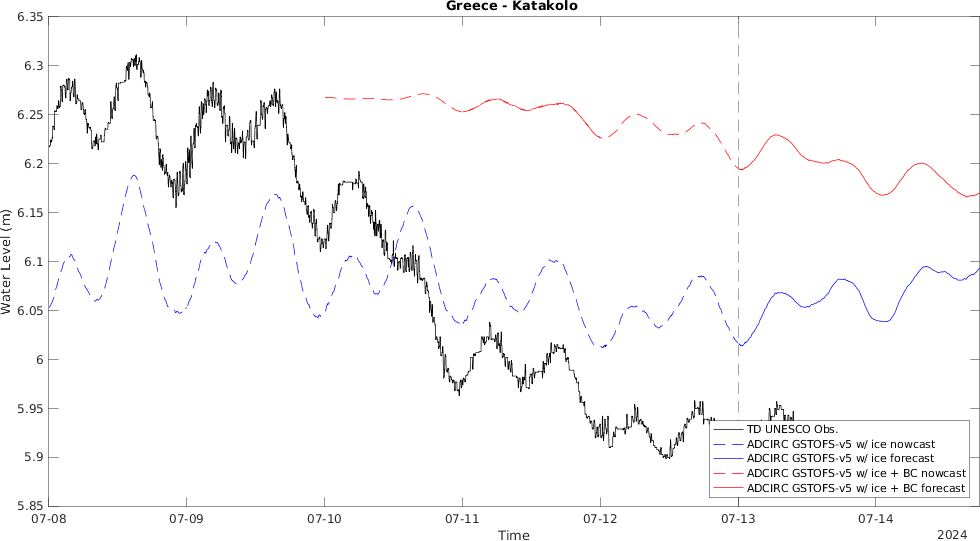 Greece - Katakolo
6.35
6.3
6.25
6.2
6.15
6.1
6.05
6
5.95
5.9
5.85
Water Level (m)
TD UNESCO Obs.
ADCIRC GSTOFS-v5 w/ ice nowcast
ADCIRC GSTOFS-v5 w/ ice forecast
ADCIRC GSTOFS-v5 w/ ice + BC nowcast
ADCIRC GSTOFS-v5 w/ ice + BC forecast
07-08 07-09 07-10 07-11 07-12 07-13 07-14
Time
2024